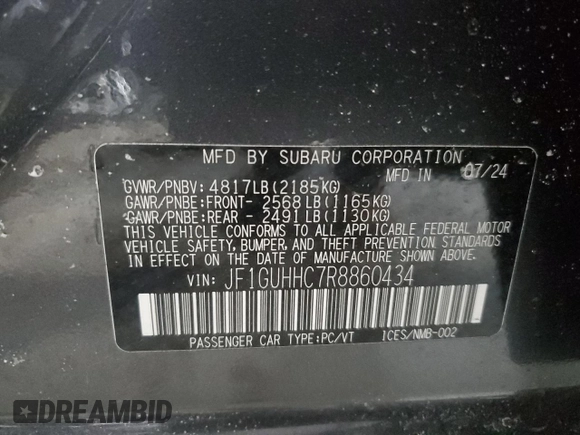 MFD BY SUBARU CORPORATION
MFD IN 07/24
GVWR/PNBV: 4817LB(2185KG)
GAWR/PNBE:FRONT- 2568LB(1165KG)
GAWR/PNBE:REAR - 2491LB(1130KG)
THIS VEHICLE CONFORMS TO ALL APPLICABLE FEDERAL MOTOR
VEHICLE SAFETY, BUMPER, AND THEFT PREVENTION STANDARDS
IN EFFECT ON THE DATE OF MANUFACTURE SHOWN ABOVE.
VIN: JF1GUHHC7R8860434
PASSENGER CAR TYPE:PC/VT ICES/NMB-002
DREAMBID